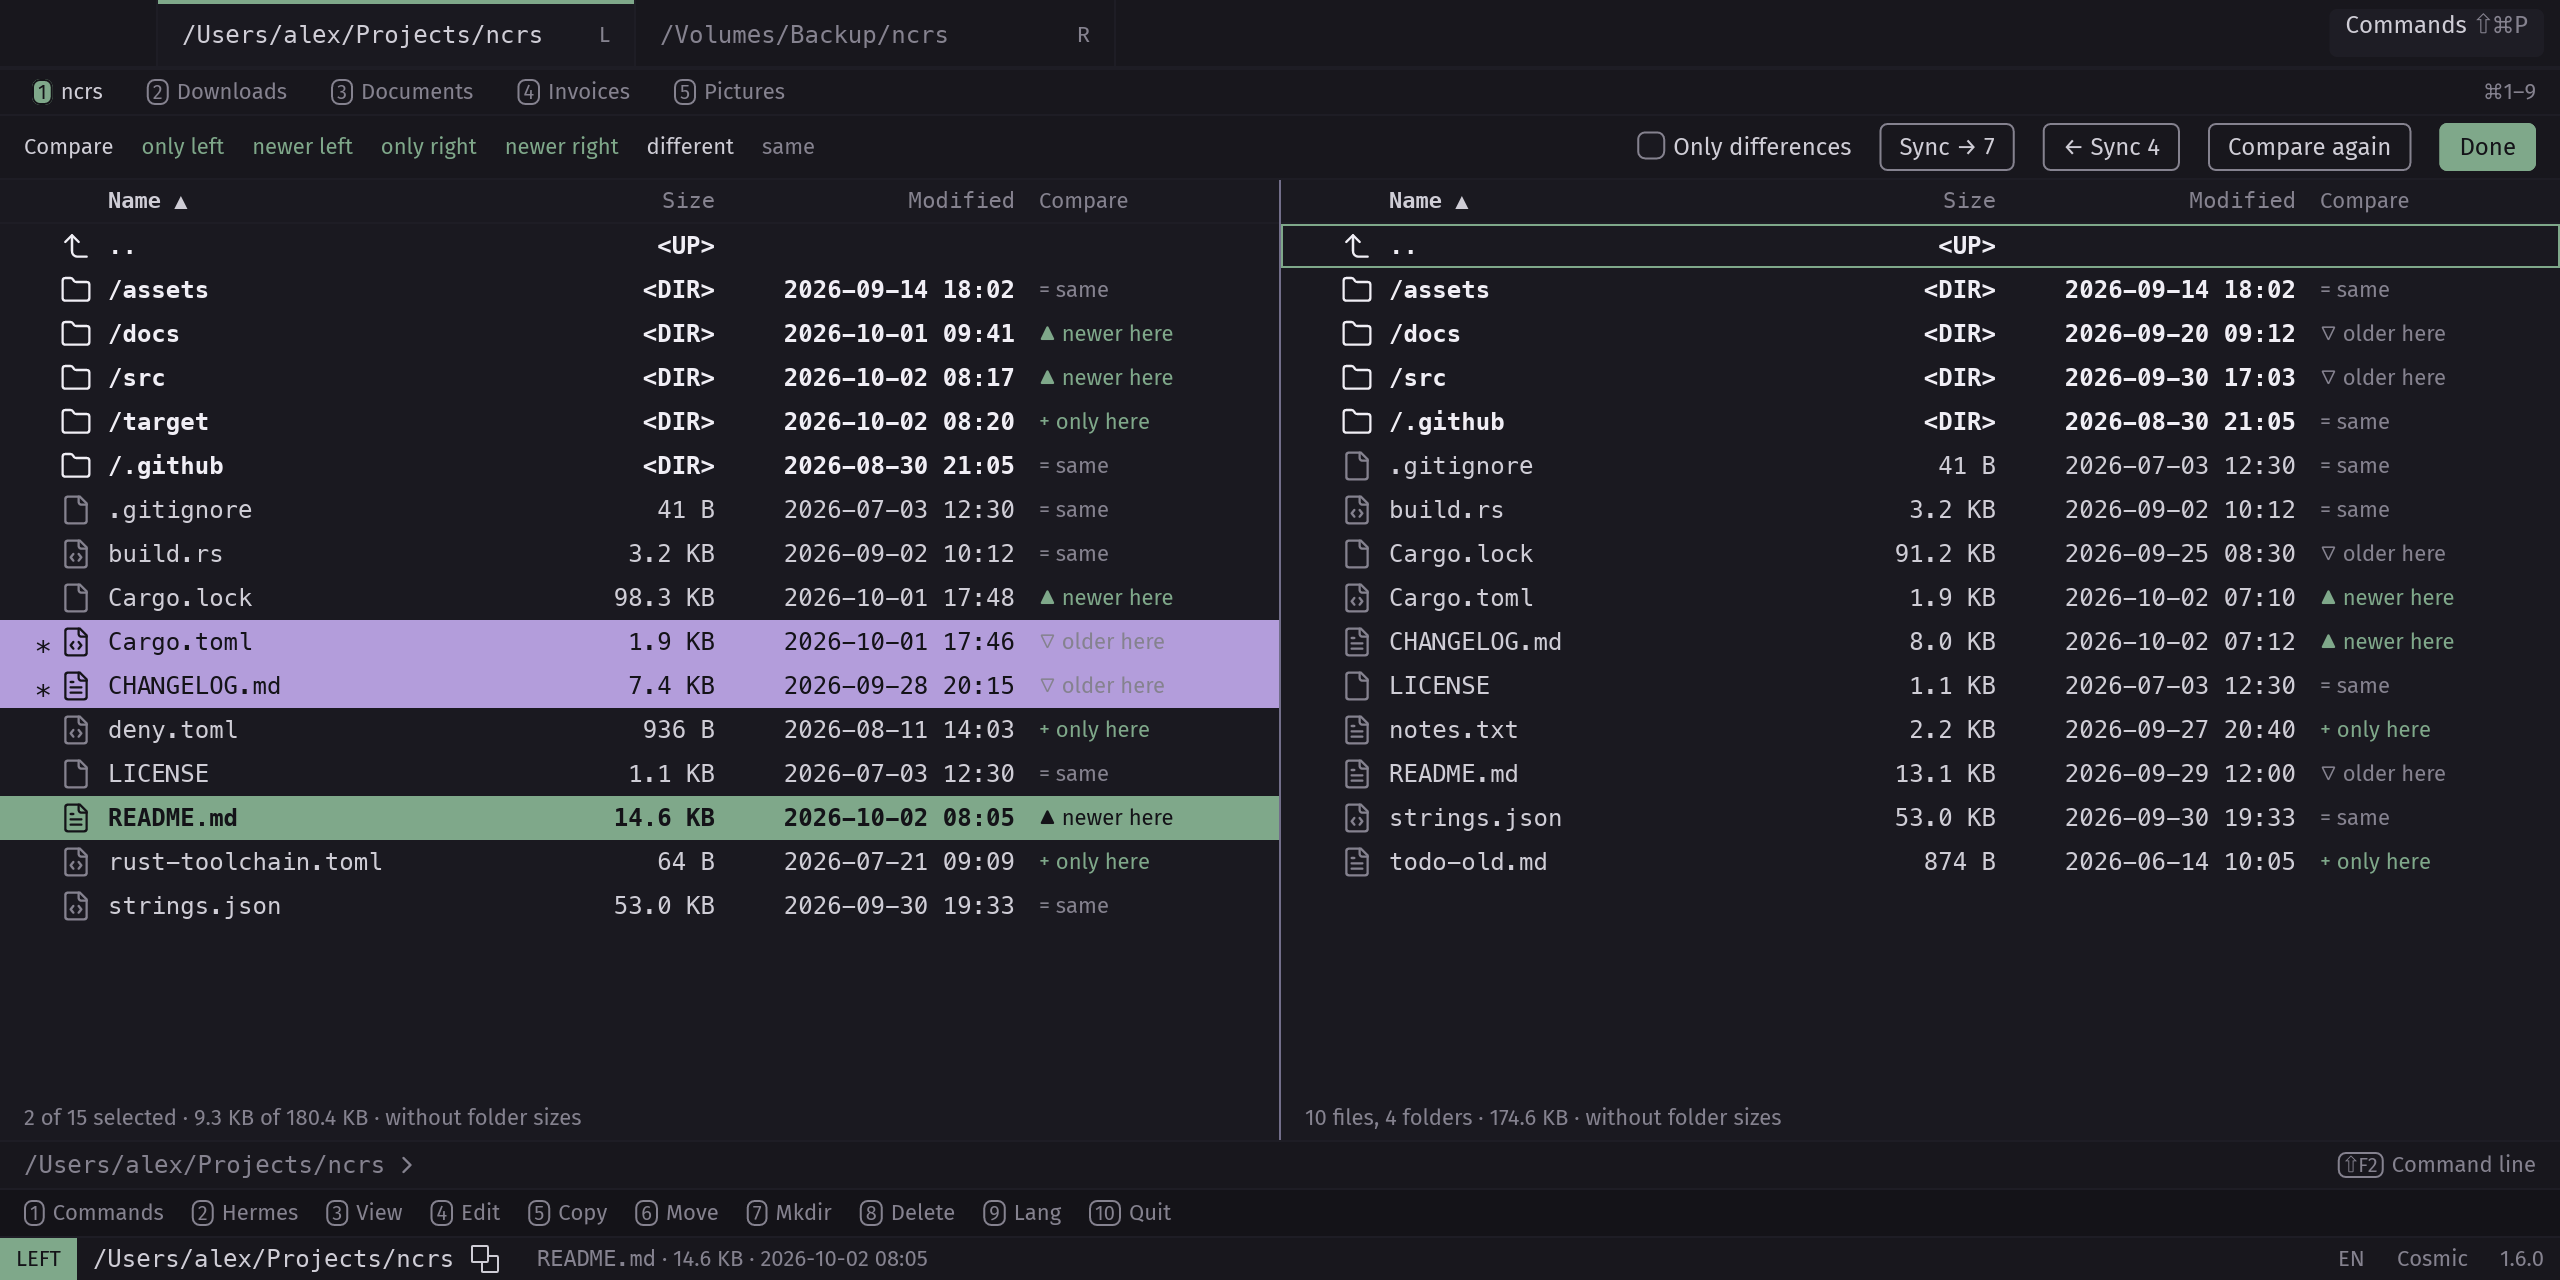 /Users/alex/Projects/ncrs L /Volumes/Backup/ncrs R Commands ⇧⌘P
1 ncrs 2 Downloads 3 Documents 4 Invoices 5 Pictures ⌘1–9
Compare only left newer left only right newer right different same Only differences Sync → 7 ← Sync 4 Compare again Done
Name ▲ Size Modified Compare
.. <UP>
/assets <DIR> 2026-09-14 18:02 = same
/docs <DIR> 2026-10-01 09:41 ▲ newer here
/src <DIR> 2026-10-02 08:17 ▲ newer here
/target <DIR> 2026-10-02 08:20 + only here
/.github <DIR> 2026-08-30 21:05 = same
.gitignore 41 B 2026-07-03 12:30 = same
build.rs 3.2 KB 2026-09-02 10:12 = same
Cargo.lock 98.3 KB 2026-10-01 17:48 ▲ newer here
* Cargo.toml 1.9 KB 2026-10-01 17:46 ▽ older here
* CHANGELOG.md 7.4 KB 2026-09-28 20:15 ▽ older here
deny.toml 936 B 2026-08-11 14:03 + only here
LICENSE 1.1 KB 2026-07-03 12:30 = same
README.md 14.6 KB 2026-10-02 08:05 ▲ newer here
rust-toolchain.toml 64 B 2026-07-21 09:09 + only here
strings.json 53.0 KB 2026-09-30 19:33 = same
2 of 15 selected · 9.3 KB of 180.4 KB · without folder sizes
Name ▲ Size Modified Compare
.. <UP>
/assets <DIR> 2026-09-14 18:02 = same
/docs <DIR> 2026-09-20 09:12 ▽ older here
/src <DIR> 2026-09-30 17:03 ▽ older here
/.github <DIR> 2026-08-30 21:05 = same
.gitignore 41 B 2026-07-03 12:30 = same
build.rs 3.2 KB 2026-09-02 10:12 = same
Cargo.lock 91.2 KB 2026-09-25 08:30 ▽ older here
Cargo.toml 1.9 KB 2026-10-02 07:10 ▲ newer here
CHANGELOG.md 8.0 KB 2026-10-02 07:12 ▲ newer here
LICENSE 1.1 KB 2026-07-03 12:30 = same
notes.txt 2.2 KB 2026-09-27 20:40 + only here
README.md 13.1 KB 2026-09-29 12:00 ▽ older here
strings.json 53.0 KB 2026-09-30 19:33 = same
todo-old.md 874 B 2026-06-14 10:05 + only here
10 files, 4 folders · 174.6 KB · without folder sizes
/Users/alex/Projects/ncrs > ⇧F2 Command line
1 Commands 2 Hermes 3 View 4 Edit 5 Copy 6 Move 7 Mkdir 8 Delete 9 Lang 10 Quit
LEFT /Users/alex/Projects/ncrs README.md · 14.6 KB · 2026-10-02 08:05 EN Cosmic 1.6.0